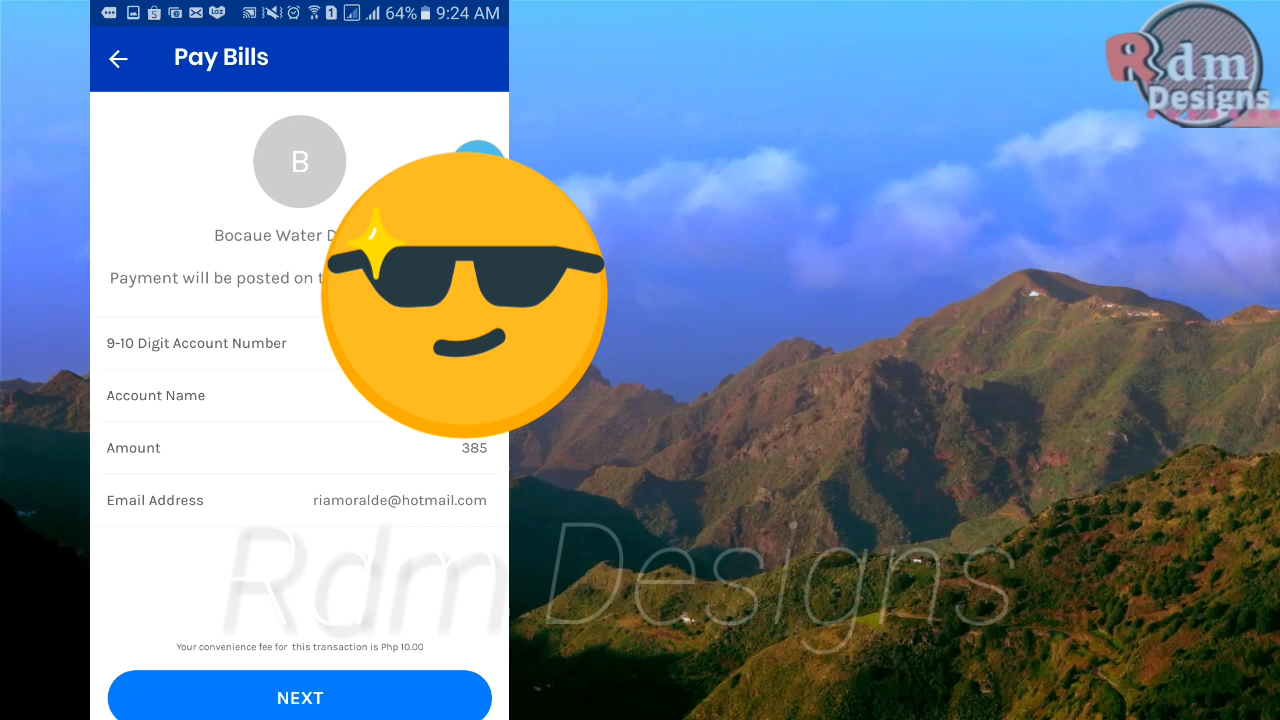 64% 9:24 AM
Pay Bills
B
Bocaue Water
Payment will be posted on
9-10 Digit Account Number
Account Name
Amount 385
Email Address riamoralde@hotmail.com
Your convenience fee for this transaction is Php 10.00
NEXT
Rdm
Designs
Rdm Designs